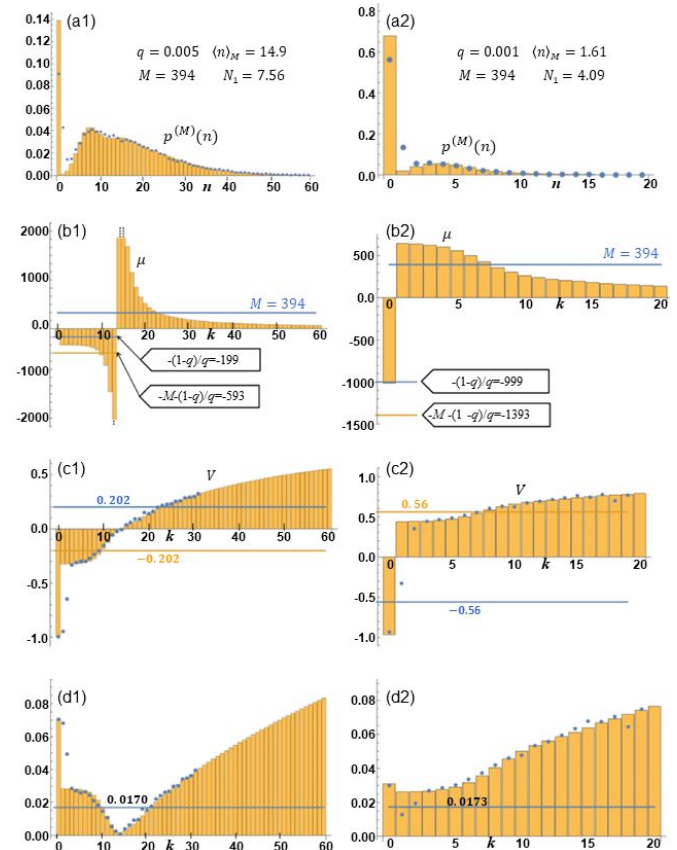 (a1)
0.14
0.12
0.10
0.08
0.06
0.04
0.02
0.00
q = 0.005 ⟨n⟩M = 14.9
M = 394 N1 = 7.56
p(M)(n)
0 10 20 30 n 40 50 60
(a2)
0.8
0.6
0.4
0.2
0.0
q = 0.001 ⟨n⟩M = 1.61
M = 394 N1 = 4.09
p(M)(n)
0 5 10 n 15 20
(b1)
2000
1000
0.0
-1000
-2000
μ
M = 394
0 10 20 30 k 40 50 60
-(1-q)/q=-199
-M-(1-q)/q=-593
(b2)
500
0.0
-500
-1000
-1500
μ
M = 394
0 5 10 k 15 20
-(1-q)/q=-999
-M -(1 -q)/q=-1393
(c1)
0.5
0.0
-0.5
-1.0
V
0.202
0 10 20 k 30 40 50 60
−0.202
(c2)
1.0
0.5
0.0
-0.5
-1.0
V
0.56
0 5 10 k 15 20
−0.56
(d1)
0.08
0.06
0.04
0.02
0.00
0.0170
0 10 20 k 30 40 50 60
(d2)
0.08
0.06
0.04
0.02
0.00
0.0173
0 5 k 10 15 20